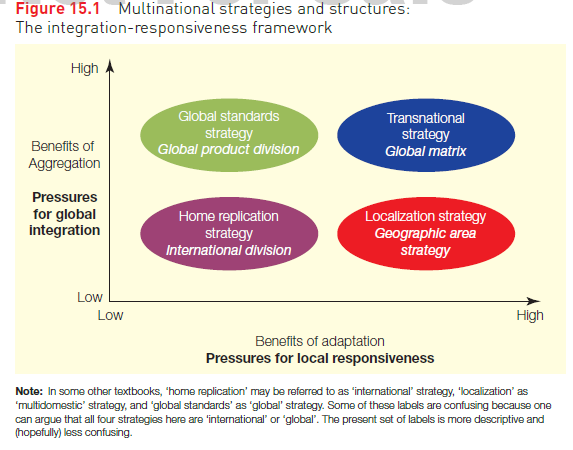 Figure 15.1 Multinational strategies and structures:
The integration-responsiveness framework
High
Benefits of
Aggregation
Pressures
for global
integration
Global standards
strategy
Global product division
Transnational
strategy
Global matrix
Home replication
strategy
International division
Localization strategy
Geographic area
strategy
Low
Low
High
Benefits of adaptation
Pressures for local responsiveness
Note: In some other textbooks, ‘home replication’ may be referred to as ‘international’ strategy, ‘localization’ as
‘multidomestic’ strategy, and ‘global standards’ as ‘global’ strategy. Some of these labels are confusing because one
can argue that all four strategies here are ‘international’ or ‘global’. The present set of labels is more descriptive and
(hopefully) less confusing.